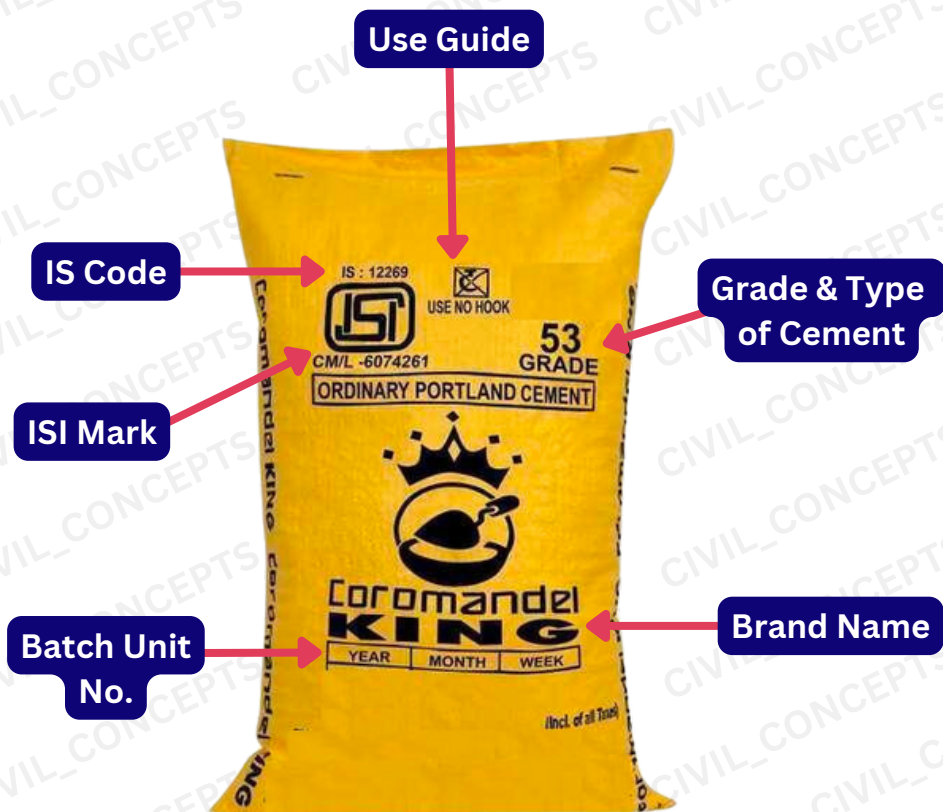 Use Guide
IS Code
IS : 12269
ISI
CM/L -6074261
USE NO HOOK
53
GRADE
Grade & Type
of Cement
ORDINARY PORTLAND CEMENT
ISI Mark
Coromandel
KING
Brand Name
Batch Unit
No.
YEAR MONTH WEEK
(Incl. of all Taxes)
Coromandel KING Coromandel KING
CIVIL_CONCEPTS